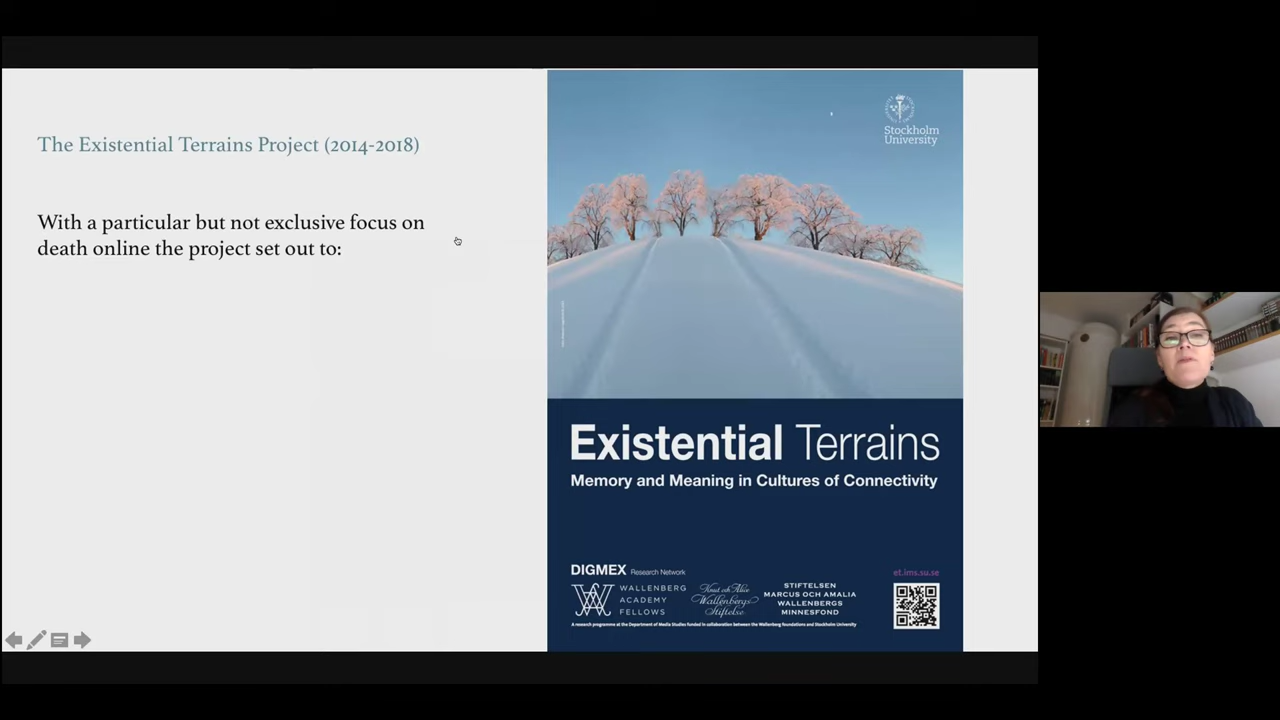 The Existential Terrains Project (2014-2018)
With a particular but not exclusive focus on
death online the project set out to:
Stockholm
University
Existential Terrains
Memory and Meaning in Cultures of Connectivity
DIGMEX Research Network
et.ims.su.se
WALLENBERG
ACADEMY
FELLOWS
Knut och Alice
Wallenbergs
Stiftelse
STIFTELSEN
MARCUS OCH AMALIA
WALLENBERGS
MINNESFOND
A research programme at the Department of Media Studies funded in collaboration between the Wallenberg foundations and Stockholm University